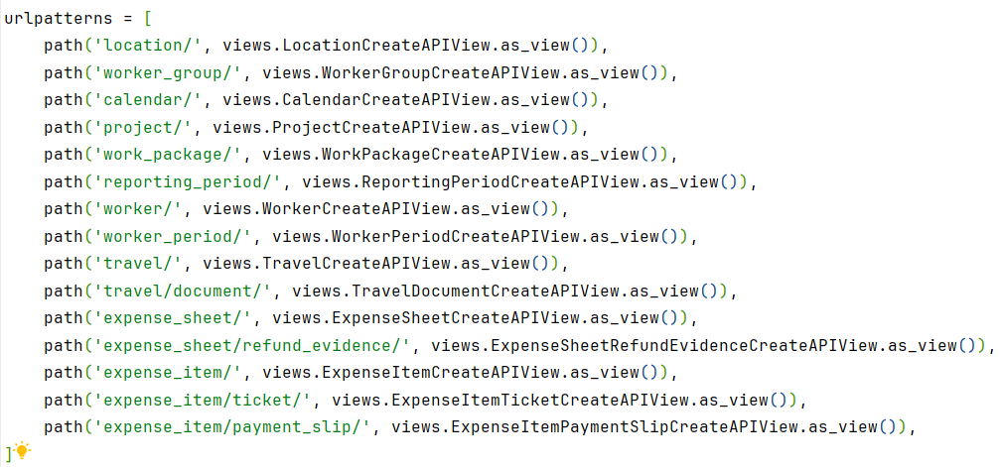 urlpatterns = [
    path('location/', views.LocationCreateAPIView.as_view()),
    path('worker_group/', views.WorkerGroupCreateAPIView.as_view()),
    path('calendar/', views.CalendarCreateAPIView.as_view()),
    path('project/', views.ProjectCreateAPIView.as_view()),
    path('work_package/', views.WorkPackageCreateAPIView.as_view()),
    path('reporting_period/', views.ReportingPeriodCreateAPIView.as_view()),
    path('worker/', views.WorkerCreateAPIView.as_view()),
    path('worker_period/', views.WorkerPeriodCreateAPIView.as_view()),
    path('travel/', views.TravelCreateAPIView.as_view()),
    path('travel/document/', views.TravelDocumentCreateAPIView.as_view()),
    path('expense_sheet/', views.ExpenseSheetCreateAPIView.as_view()),
    path('expense_sheet/refund_evidence/', views.ExpenseSheetRefundEvidenceCreateAPIView.as_view()),
    path('expense_item/', views.ExpenseItemCreateAPIView.as_view()),
    path('expense_item/ticket/', views.ExpenseItemTicketCreateAPIView.as_view()),
    path('expense_item/payment_slip/', views.ExpenseItemPaymentSlipCreateAPIView.as_view()),
]